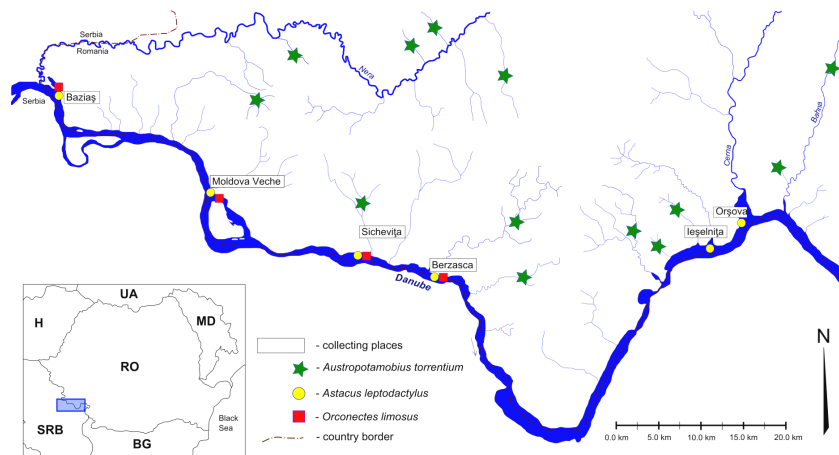 Serbia
Romania
Nera
Serbia
Baziaş
Moldova Veche
Sicheviţa
Berzasca
Danube
Cerna
Bahna
Orşova
Ieşelniţa
UA
H
MD
RO
SRB
BG
Black
Sea
- collecting places
- Austropotamobius torrentium
- Astacus leptodactylus
- Orconectes limosus
- country border
N
0.0 km 5.0 km 10.0 km 15.0 km 20.0 km